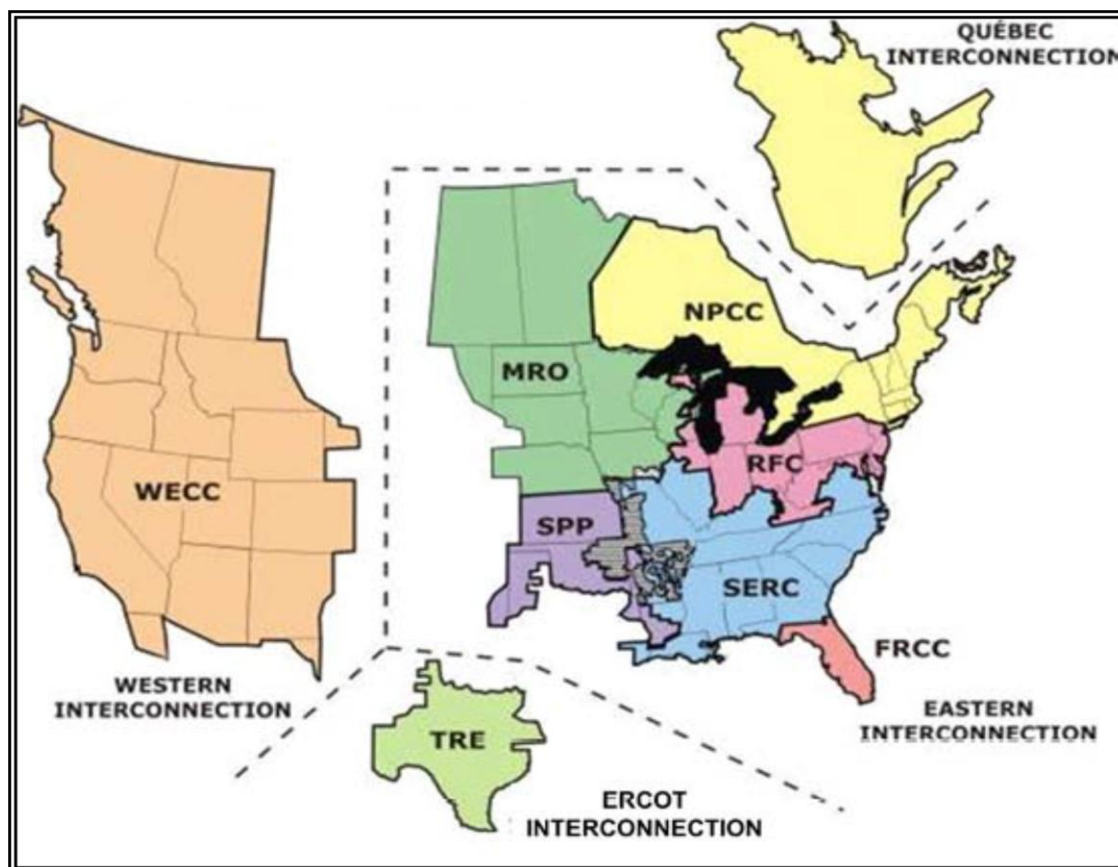 QUÉBEC
INTERCONNECTION
NPCC
MRO
RFC
WECC
SPP
SERC
FRCC
WESTERN
INTERCONNECTION
EASTERN
INTERCONNECTION
TRE
ERCOT
INTERCONNECTION